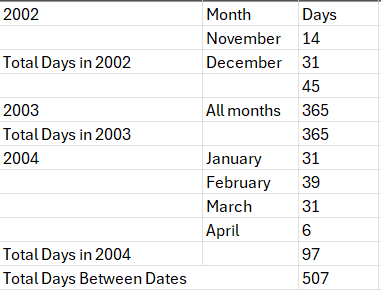 2002 Month Days
November 14
Total Days in 2002 December 31
45
2003 All months 365
Total Days in 2003 365
2004 January 31
February 39
March 31
April 6
Total Days in 2004 97
Total Days Between Dates 507